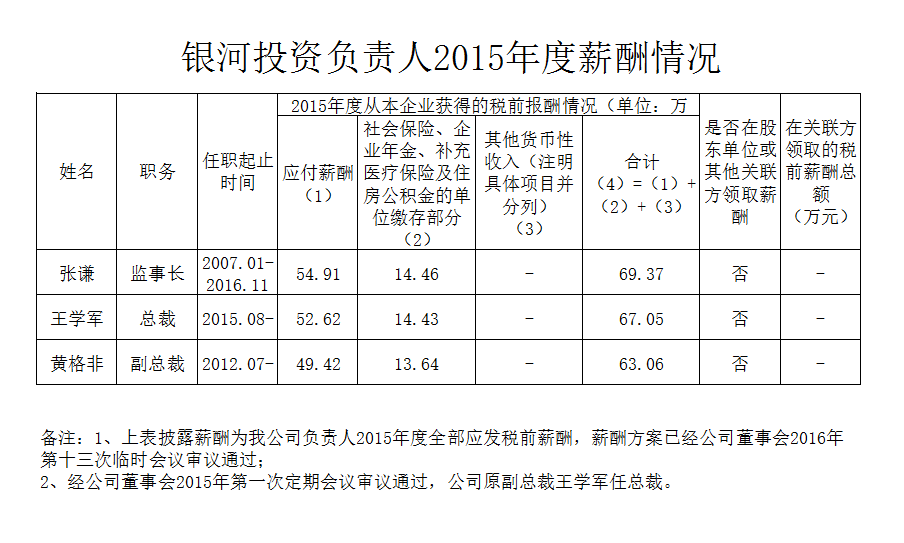 银河投资负责人2015年度薪酬情况
2015年度从本企业获得的税前报酬情况（单位：万
姓名
职务
任职起止
时间
应付薪酬
（1）
社会保险、企
业年金、补充
医疗保险及住
房公积金的单
位缴存部分
（2）
其他货币性
收入（注明
具体项目并
分列）
（3）
合计
（4）=（1）+
（2）+（3）
是否在股
东单位或
其他关联
方领取薪
酬
在关联方
领取的税
前薪酬总
额
（万元）
张谦
监事长
2007.01-
2016.11
54.91
14.46
-
69.37
否
-
王学军
总裁
2015.08-
52.62
14.43
-
67.05
否
-
黄格非
副总裁
2012.07-
49.42
13.64
-
63.06
否
-
备注：1、上表披露薪酬为我公司负责人2015年度全部应发税前薪酬，薪酬方案已经公司董事会2016年
第十三次临时会议审议通过；
2、经公司董事会2015年第一次定期会议审议通过，公司原副总裁王学军任总裁。